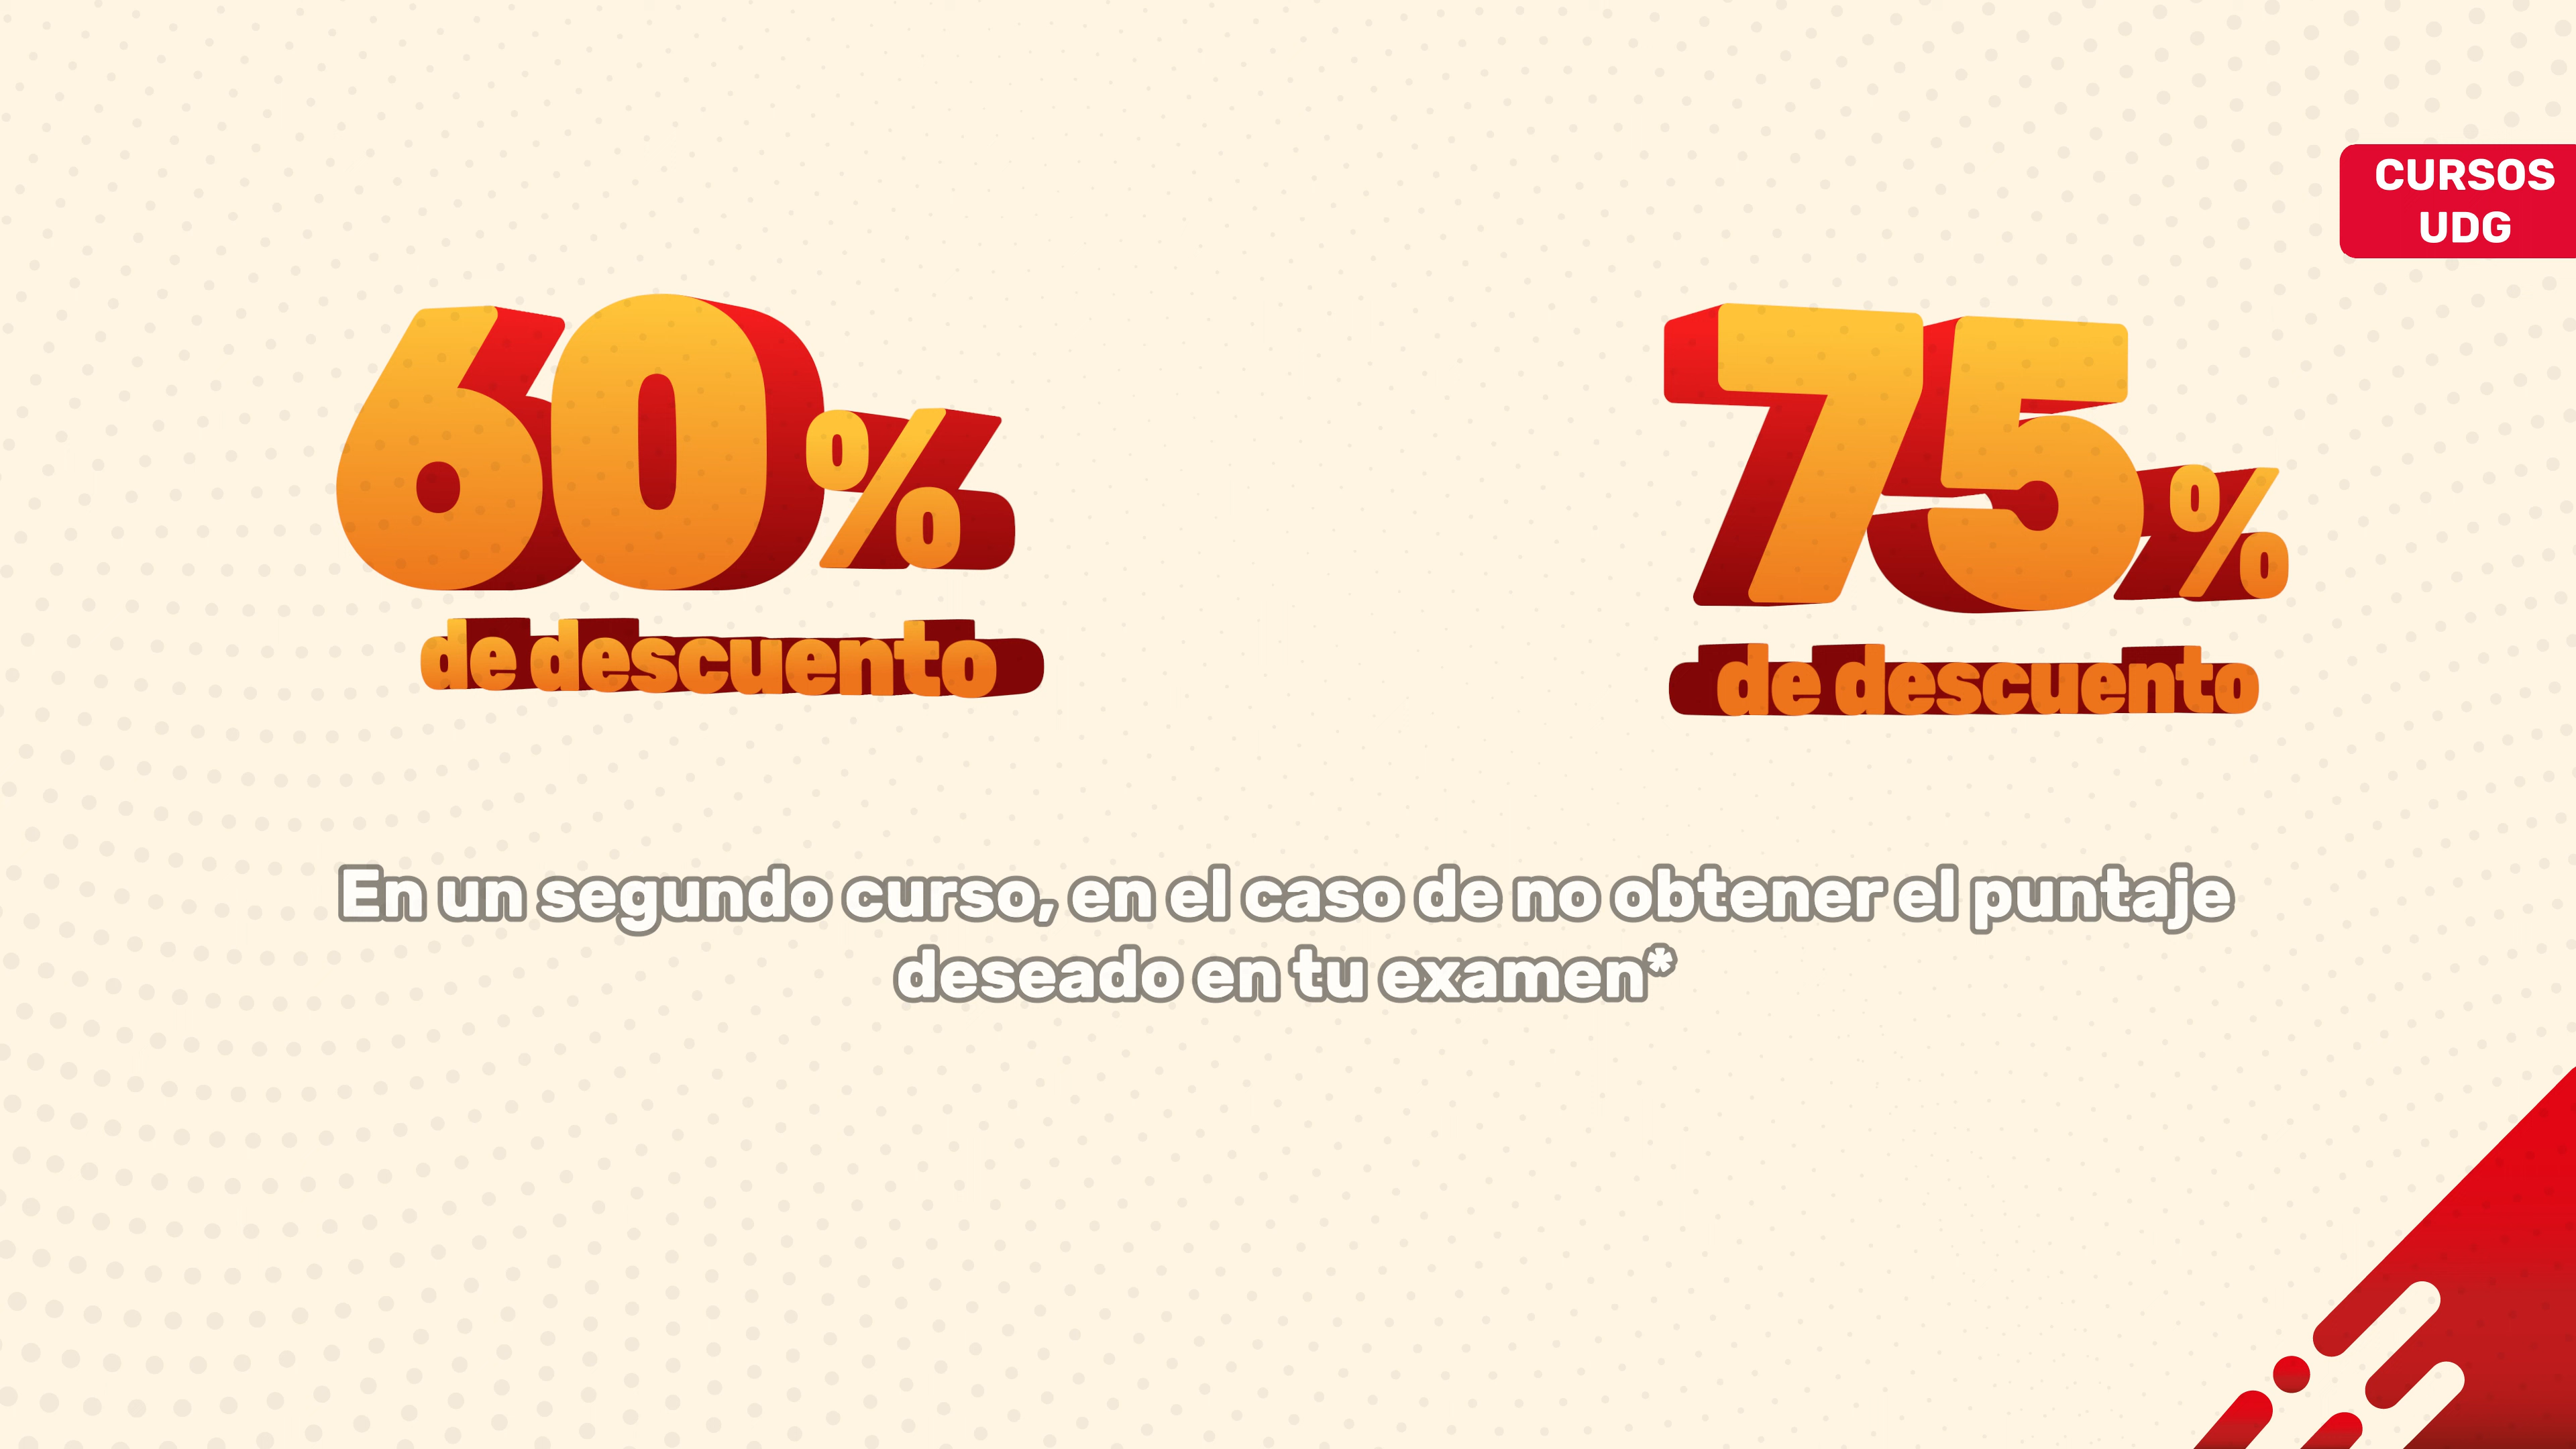 CURSOS
UDG
60%
de descuento
75%
de descuento
En un segundo curso, en el caso de no obtener el puntaje
deseado en tu examen*